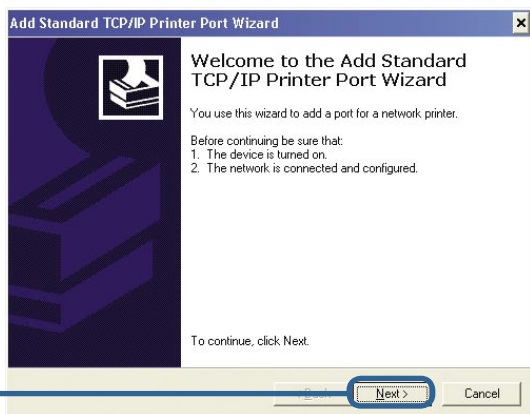 Add Standard TCP/IP Printer Port Wizard
Welcome to the Add Standard
TCP/IP Printer Port Wizard
You use this wizard to add a port for a network printer.
Before continuing be sure that:
1. The device is turned on.
2. The network is connected and configured.
To continue, click Next.
Next >
Cancel